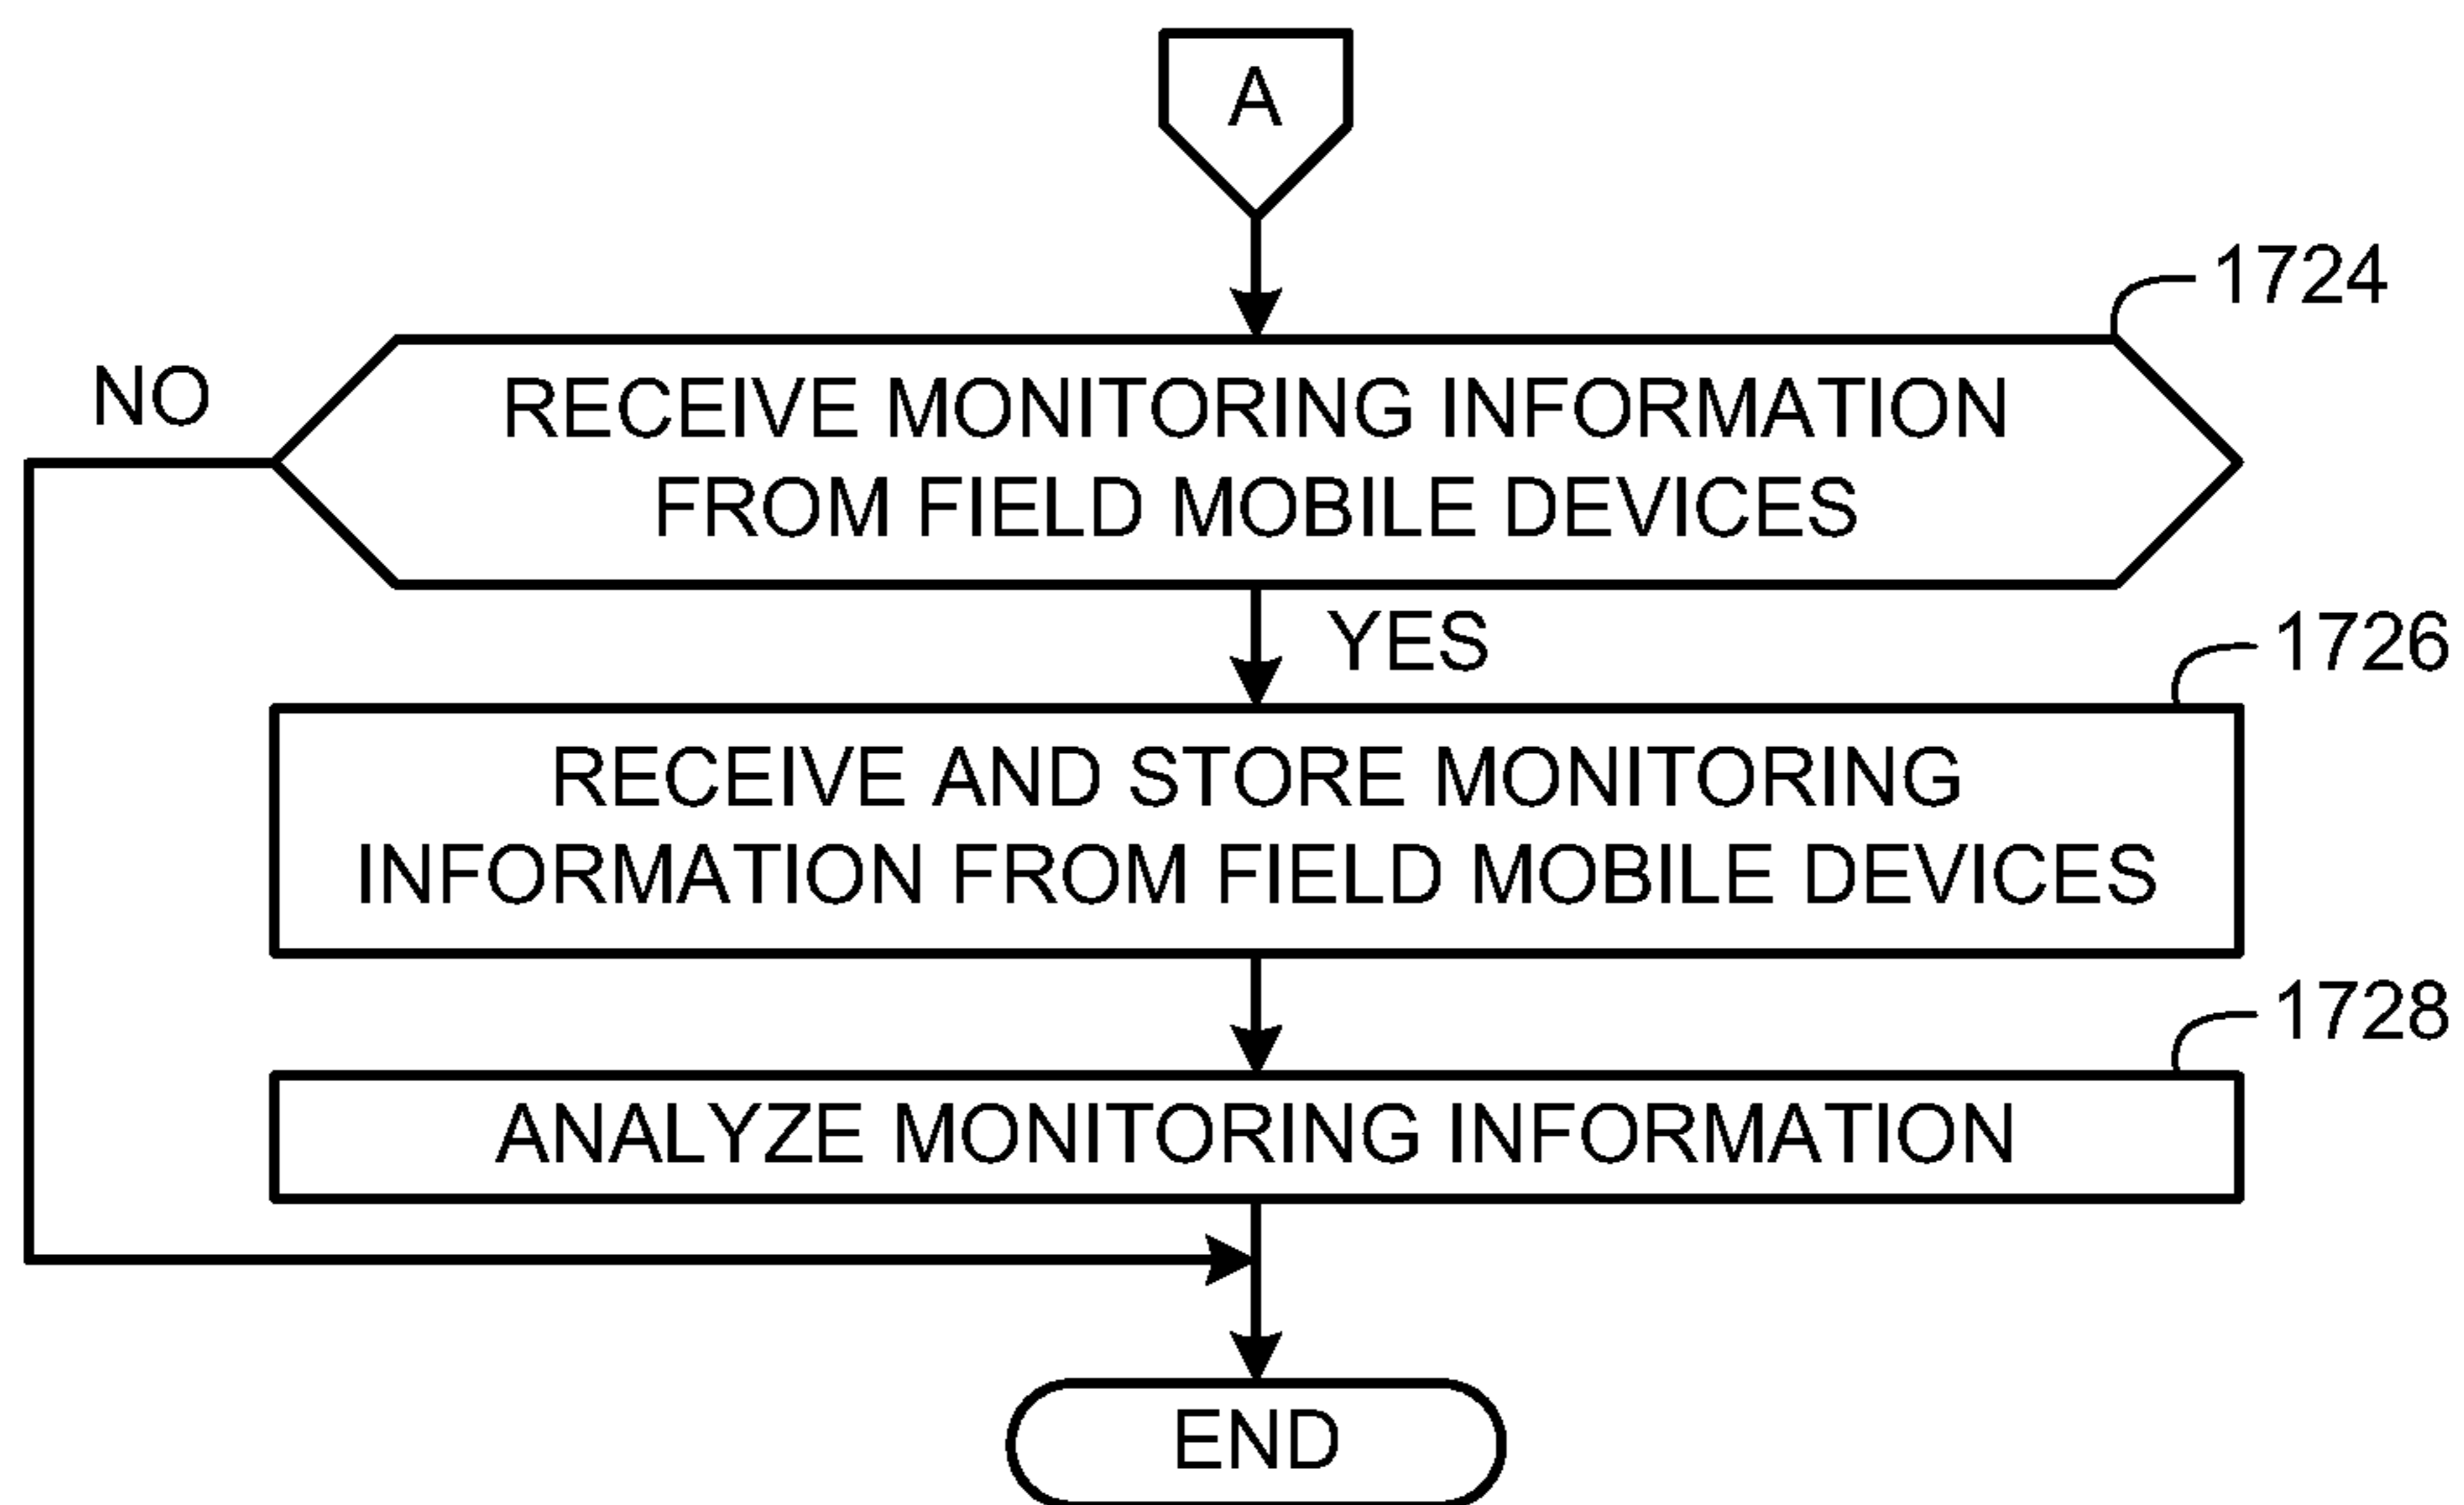 A
1724
NO
RECEIVE MONITORING INFORMATION
FROM FIELD MOBILE DEVICES
YES
1726
RECEIVE AND STORE MONITORING
INFORMATION FROM FIELD MOBILE DEVICES
1728
ANALYZE MONITORING INFORMATION
END